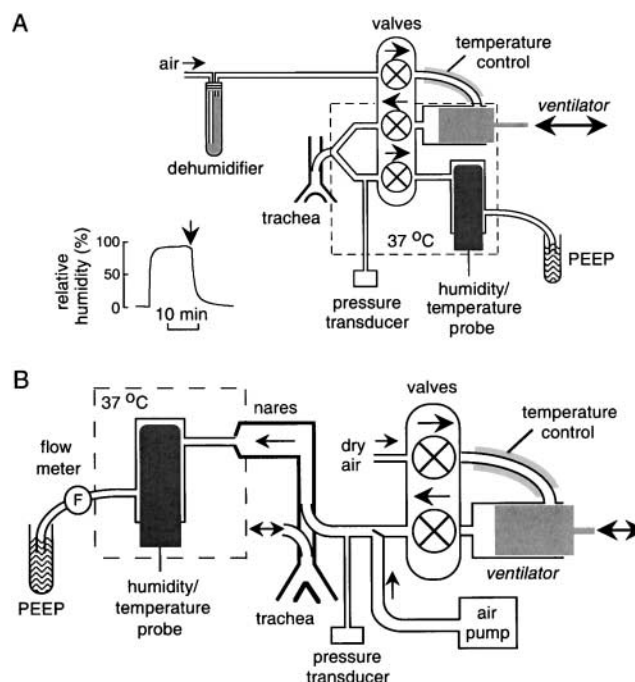 A
valves
air
temperature
control
ventilator
dehumidifier
trachea
37 °C
PEEP
relative
humidity (%)
100
50
0
10 min
pressure
transducer
humidity/
temperature
probe
B
37 °C
nares
valves
temperature
control
flow
meter
dry
air
F
PEEP
humidity/
temperature
probe
trachea
ventilator
pressure
transducer
air
pump